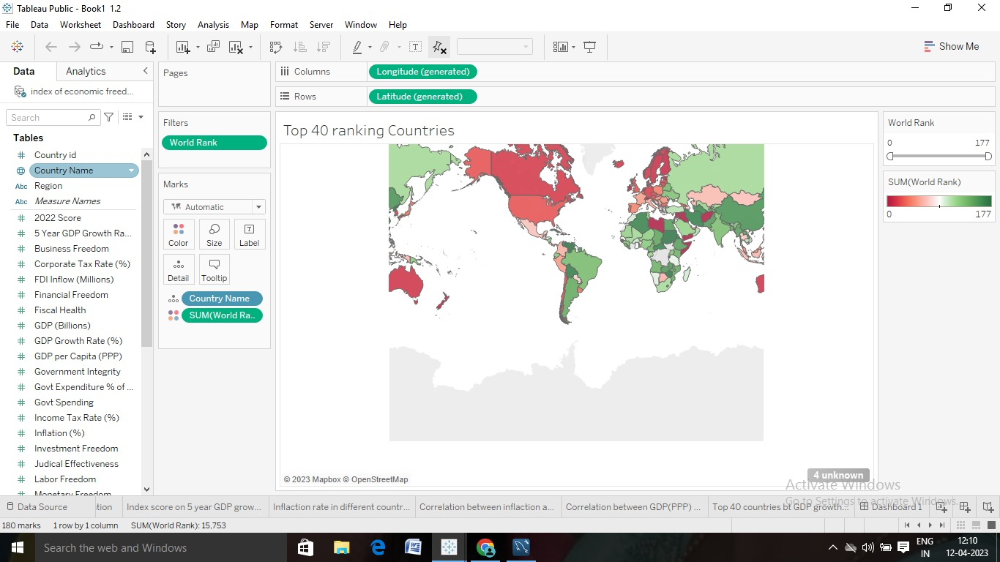 Tableau Public - Book1 1.2
File Data Worksheet Dashboard Story Analysis Map Format Server Window Help
Show Me
Data Analytics
index of economic freed...
Search
Tables
Country id
Country Name
Abc Region
Abc Measure Names
2022 Score
5 Year GDP Growth Ra...
Business Freedom
Corporate Tax Rate (%)
FDI Inflow (Millions)
Financial Freedom
Fiscal Health
GDP (Billions)
GDP Growth Rate (%)
GDP per Capita (PPP)
Government Integrity
Govt Expenditure % of ...
Govt Spending
Income Tax Rate (%)
Inflation (%)
Investment Freedom
Judical Effectiveness
Labor Freedom
Monetary Freedom
Pages
Filters
World Rank
Marks
Automatic
Color Size Label
Detail Tooltip
Country Name
SUM(World Ra..
Columns Longitude (generated)
Rows Latitude (generated)
Top 40 ranking Countries
© 2023 Mapbox © OpenStreetMap
4 unknown
World Rank
0 177
SUM(World Rank)
0 177
Activate Windows
Go to Settings to activate Windows.
Data Source tion Index score on 5 year GDP grow... Inflaction rate in different countr... Correlation between inflaction a... Correlation between GDP(PPP) ... Top 40 countries bt GDP growth... Dashboard 1
180 marks 1 row by 1 column SUM(World Rank): 15.753
Search the web and Windows
ENG
IN
12:10
12-04-2023